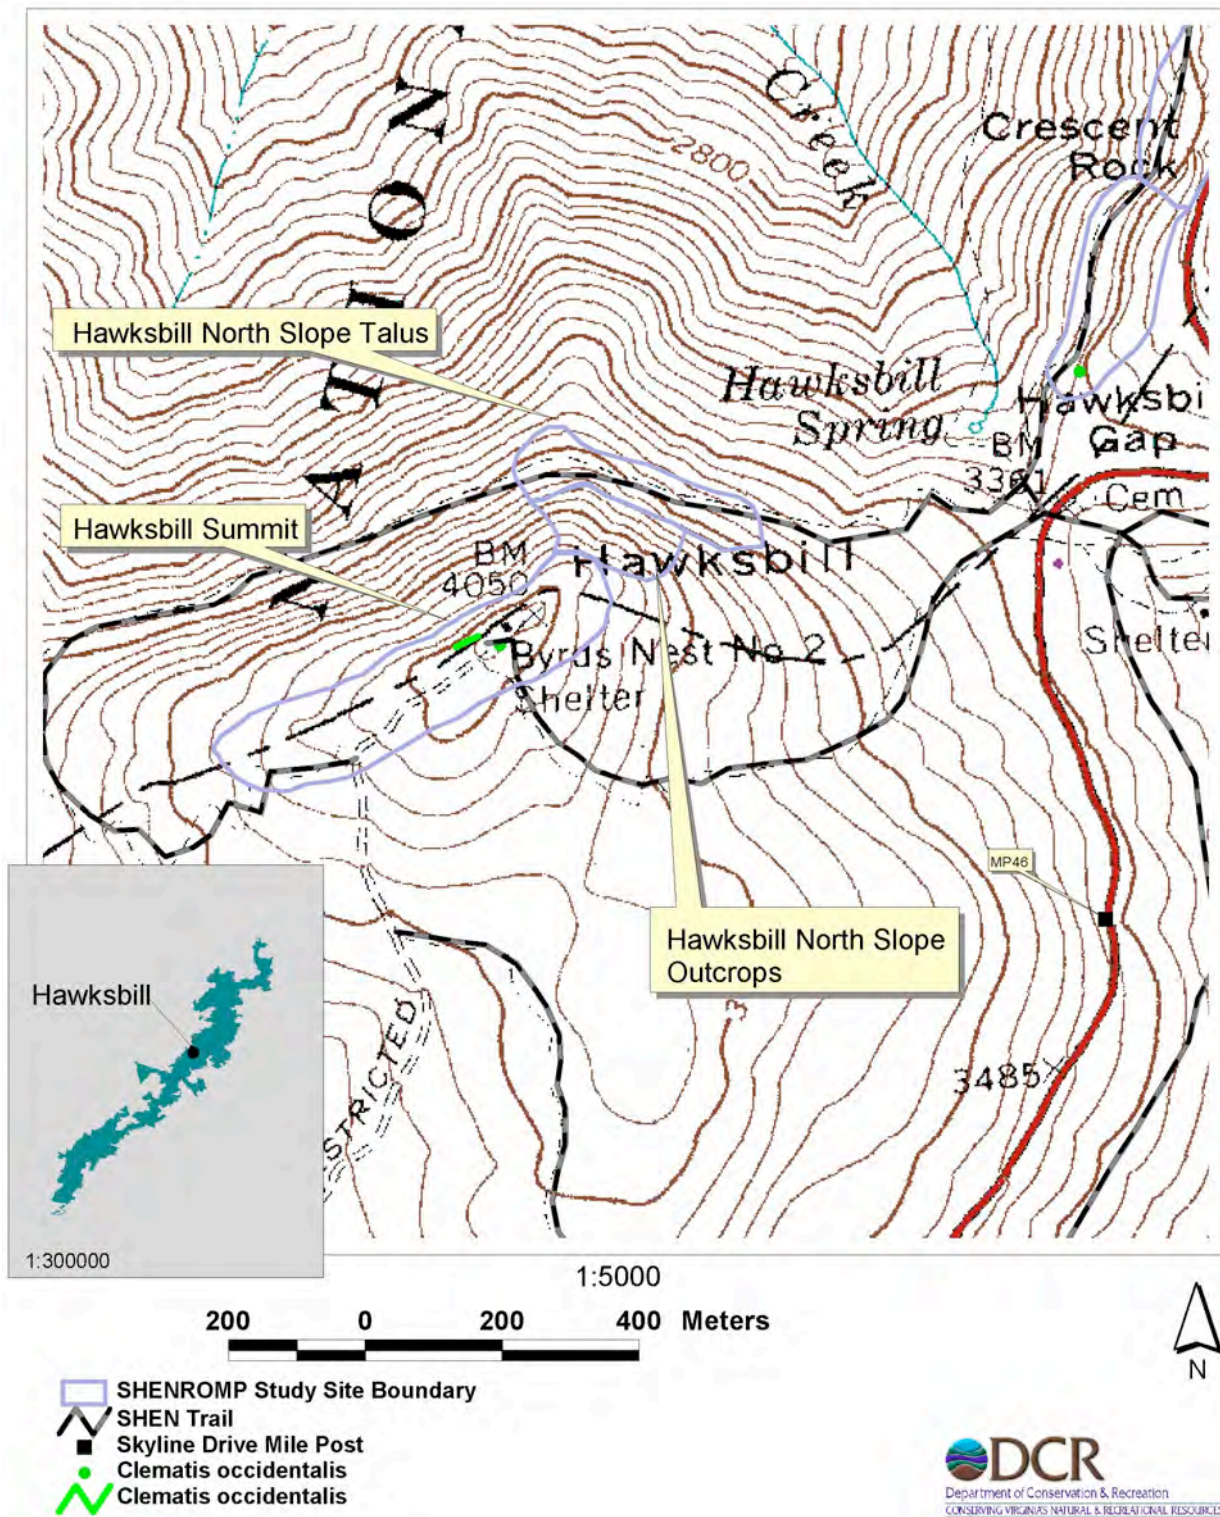 Creek
Crescent
Rock
2800
N
O
I
T
A
N
Hawksbill North Slope Talus
Hawksbill
Spring
Hawksbi
Gap
BM
3361
Cem
Hawksbill Summit
BM
4050
Hawksbill
Byrds Nest No 2
Shelter
Shelter
MP46
Hawksbill North Slope
Outcrops
3
3485
STRICTED
Hawksbill
1:300000
1:5000
200 0 200 400 Meters
N
SHENROMP Study Site Boundary
SHEN Trail
Skyline Drive Mile Post
Clematis occidentalis
Clematis occidentalis
DCR
Department of Conservation & Recreation
CONSERVING VIRGINIA'S NATURAL & RECREATIONAL RESOURCES